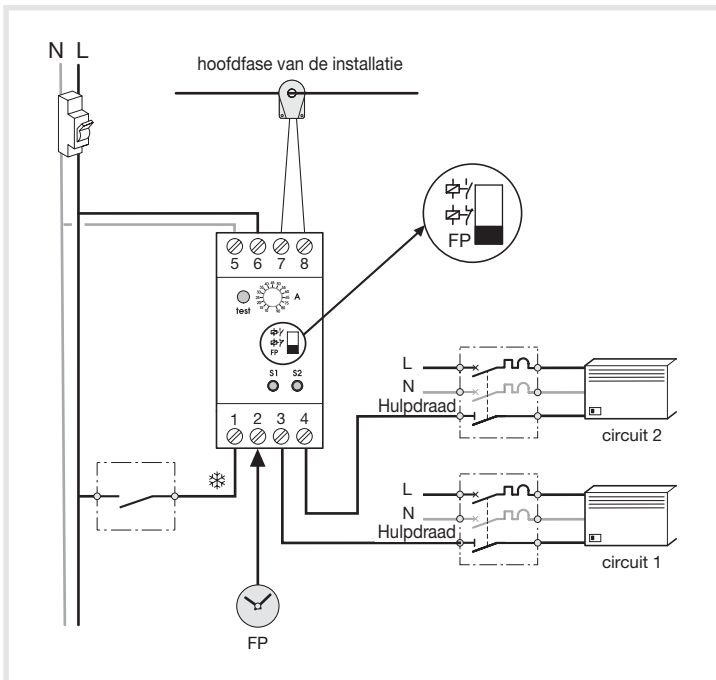 N L
hoofdfase van de installatie
FP
5 6 7 8
A
test
FP
S1 S2
1 2 3 4
L
N
Hulpdraad
circuit 2
L
N
Hulpdraad
circuit 1
FP